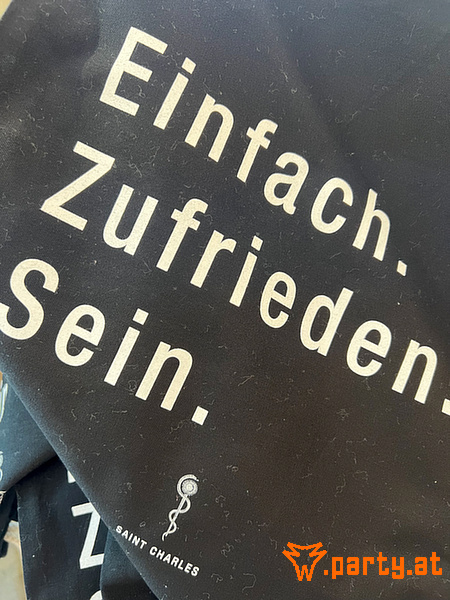 Einfach.
Zufrieden.
Sein.
SAINT CHARLES
Z
W.party.at